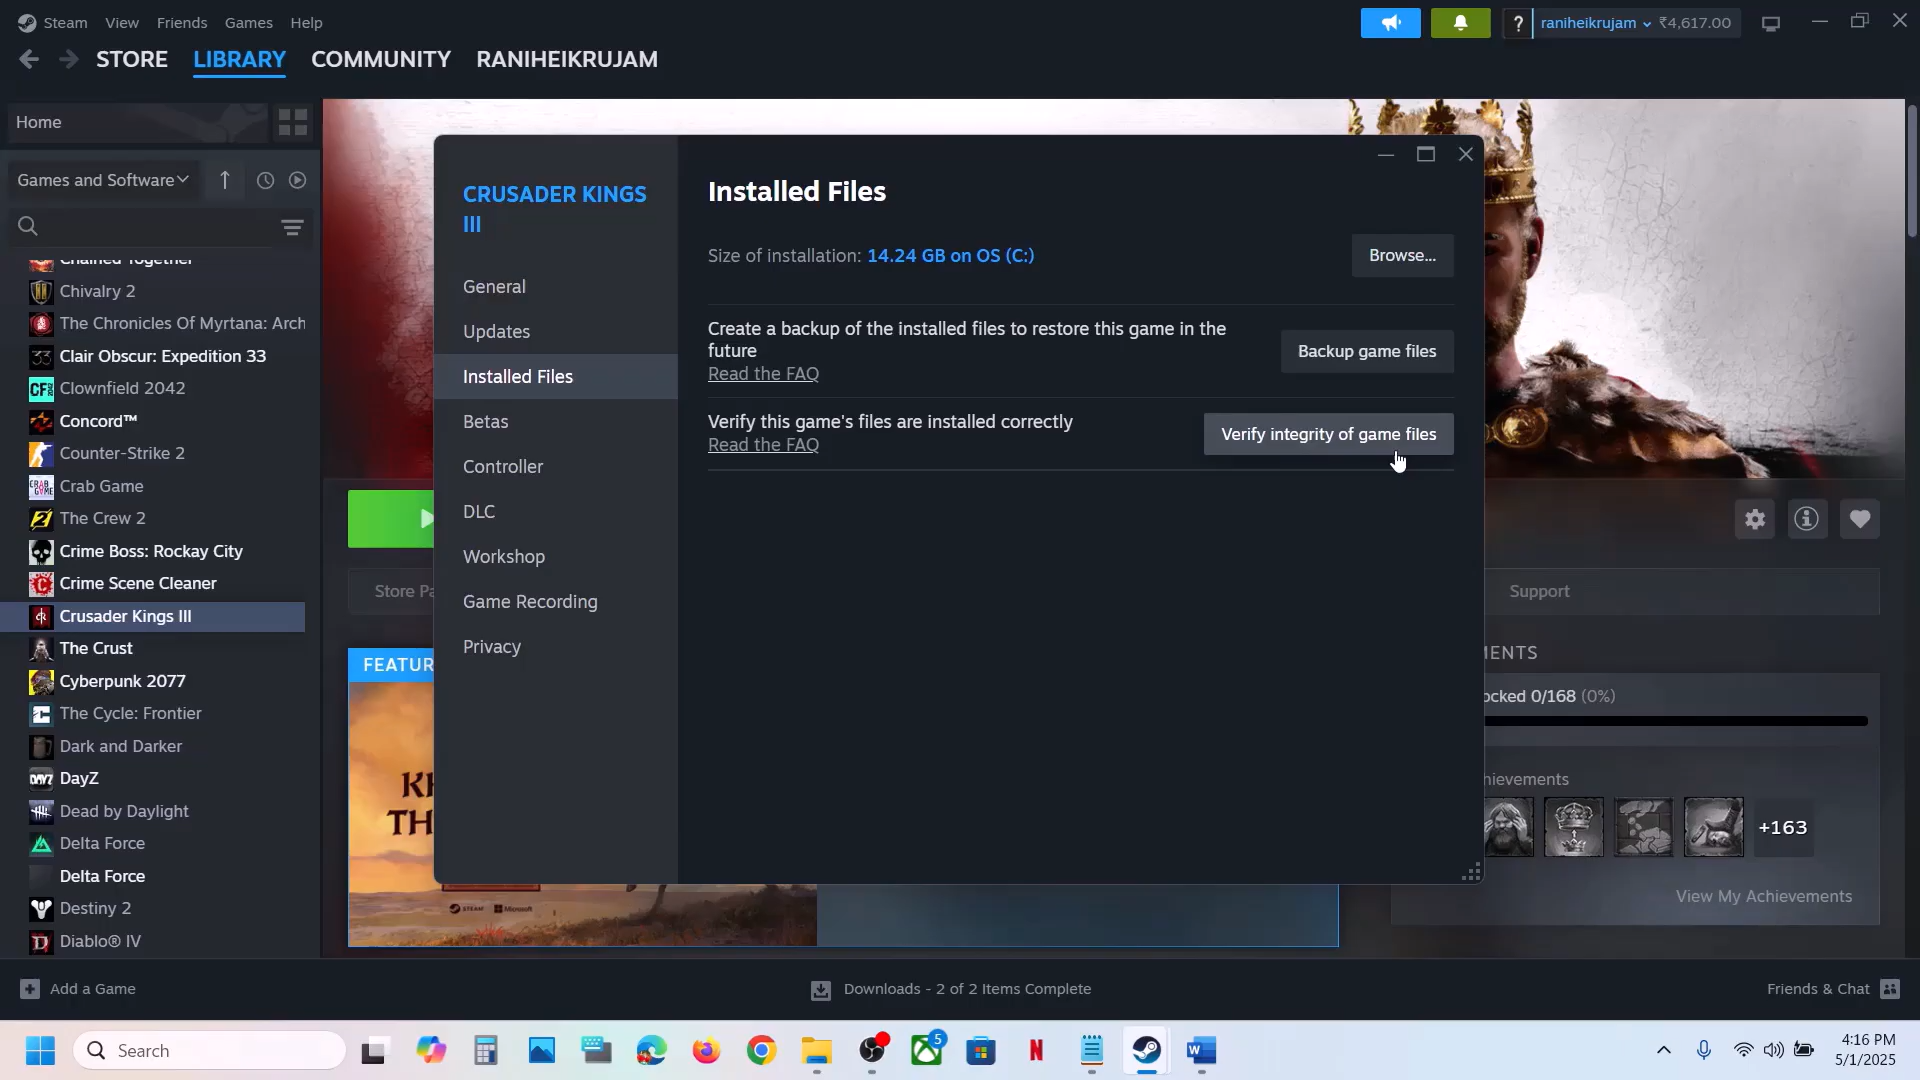 Steam View Friends Games Help
? raniheikrujam ₹4,617.00
STORE LIBRARY COMMUNITY RANIHEIKRUJAM
Home
Games and Software
Chained Together
Chivalry 2
The Chronicles Of Myrtana: Arch
Clair Obscur: Expedition 33
Clownfield 2042
Concord™
Counter-Strike 2
Crab Game
The Crew 2
Crime Boss: Rockay City
Crime Scene Cleaner
Crusader Kings III
The Crust
Cyberpunk 2077
The Cycle: Frontier
Dark and Darker
DayZ
Dead by Daylight
Delta Force
Delta Force
Destiny 2
Diablo® IV
CRUSADER KINGS
III
General
Updates
Installed Files
Betas
Controller
DLC
Workshop
Game Recording
Privacy
Installed Files
Size of installation: 14.24 GB on OS (C:)
Browse...
Create a backup of the installed files to restore this game in the
future
Read the FAQ
Backup game files
Verify this game's files are installed correctly
Read the FAQ
Verify integrity of game files
Store Pa
Support
FEATUR
KH
TH
STEAM Microsoft
MENTS
ocked 0/168 (0%)
hievements
+163
View My Achievements
Add a Game
Downloads - 2 of 2 Items Complete
Friends & Chat
Search
5
4:16 PM
5/1/2025